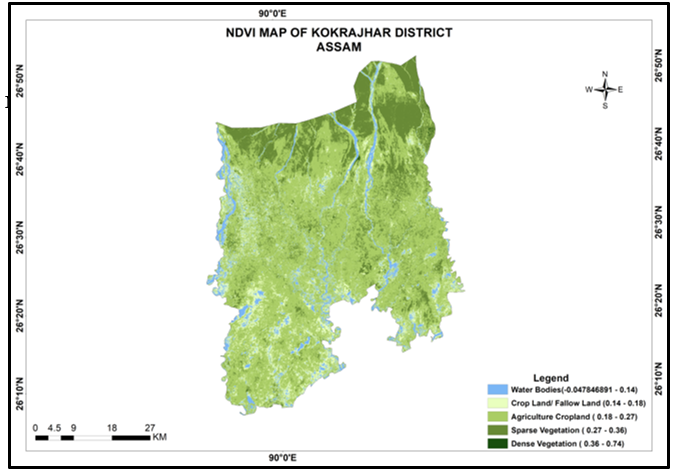 90°0'E
NDVI MAP OF KOKRAJHAR DISTRICT
ASSAM
26°50'N
26°50'N
N
W
E
S
26°40'N
26°40'N
26°30'N
26°30'N
26°20'N
26°20'N
26°10'N
26°10'N
Legend
Water Bodies(-0.047846891 - 0.14)
Crop Land/ Fallow Land (0.14 - 0.18)
Agriculture Cropland ( 0.18 - 0.27)
Sparse Vegetation ( 0.27 - 0.36)
Dense Vegetation ( 0.36 - 0.74)
0 4.5 9 18 27
KM
90°0'E